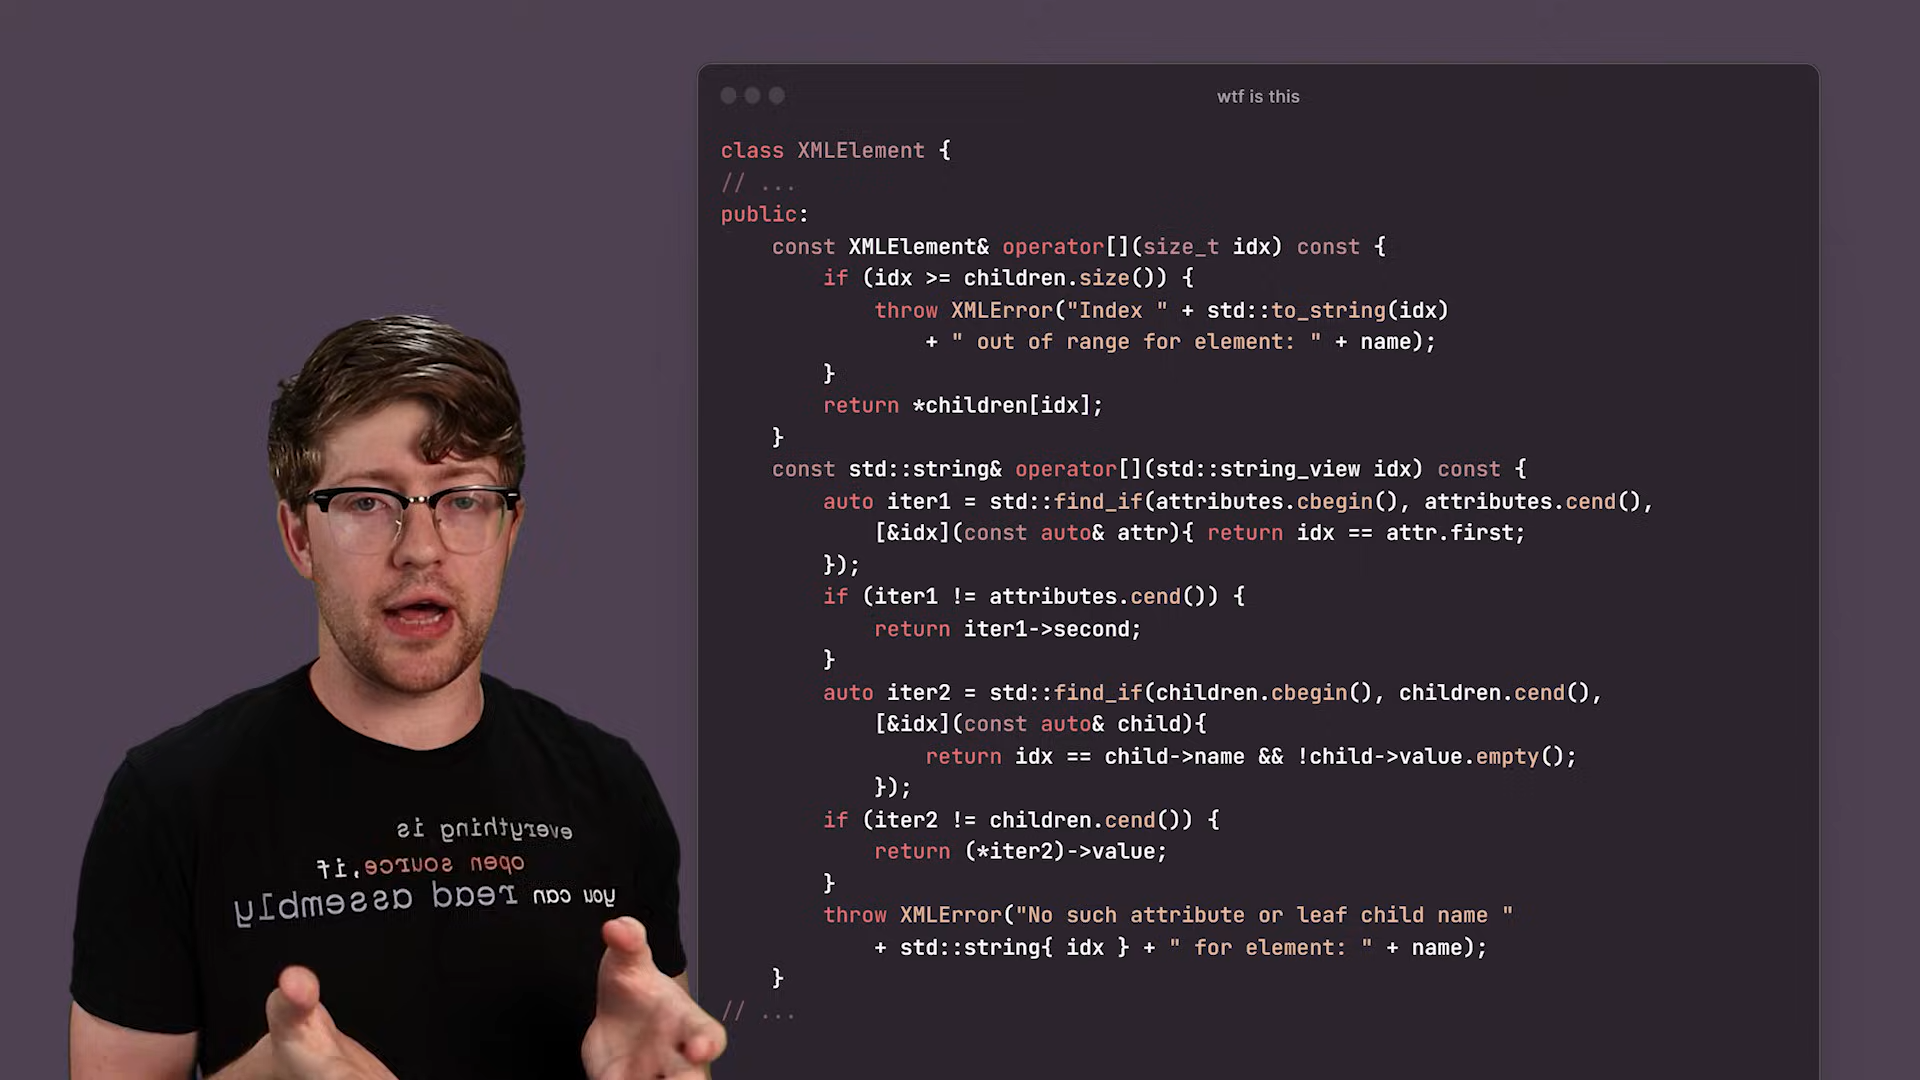 wtf is this
class XMLElement {
// ...
public:
    const XMLElement& operator[](size_t idx) const {
        if (idx >= children.size()) {
            throw XMLError("Index " + std::to_string(idx)
                + " out of range for element: " + name);
        }
        return *children[idx];
    }
    const std::string& operator[](std::string_view idx) const {
        auto iter1 = std::find_if(attributes.cbegin(), attributes.cend(),
            [&idx](const auto& attr){ return idx == attr.first;
        });
        if (iter1 != attributes.cend()) {
            return iter1->second;
        }
        auto iter2 = std::find_if(children.cbegin(), children.cend(),
            [&idx](const auto& child){
                return idx == child->name && !child->value.empty();
            });
        if (iter2 != children.cend()) {
            return (*iter2)->value;
        }
        throw XMLError("No such attribute or leaf child name "
            + std::string{ idx } + " for element: " + name);
    }
// ...
everything is
open source,if
you can read assembly